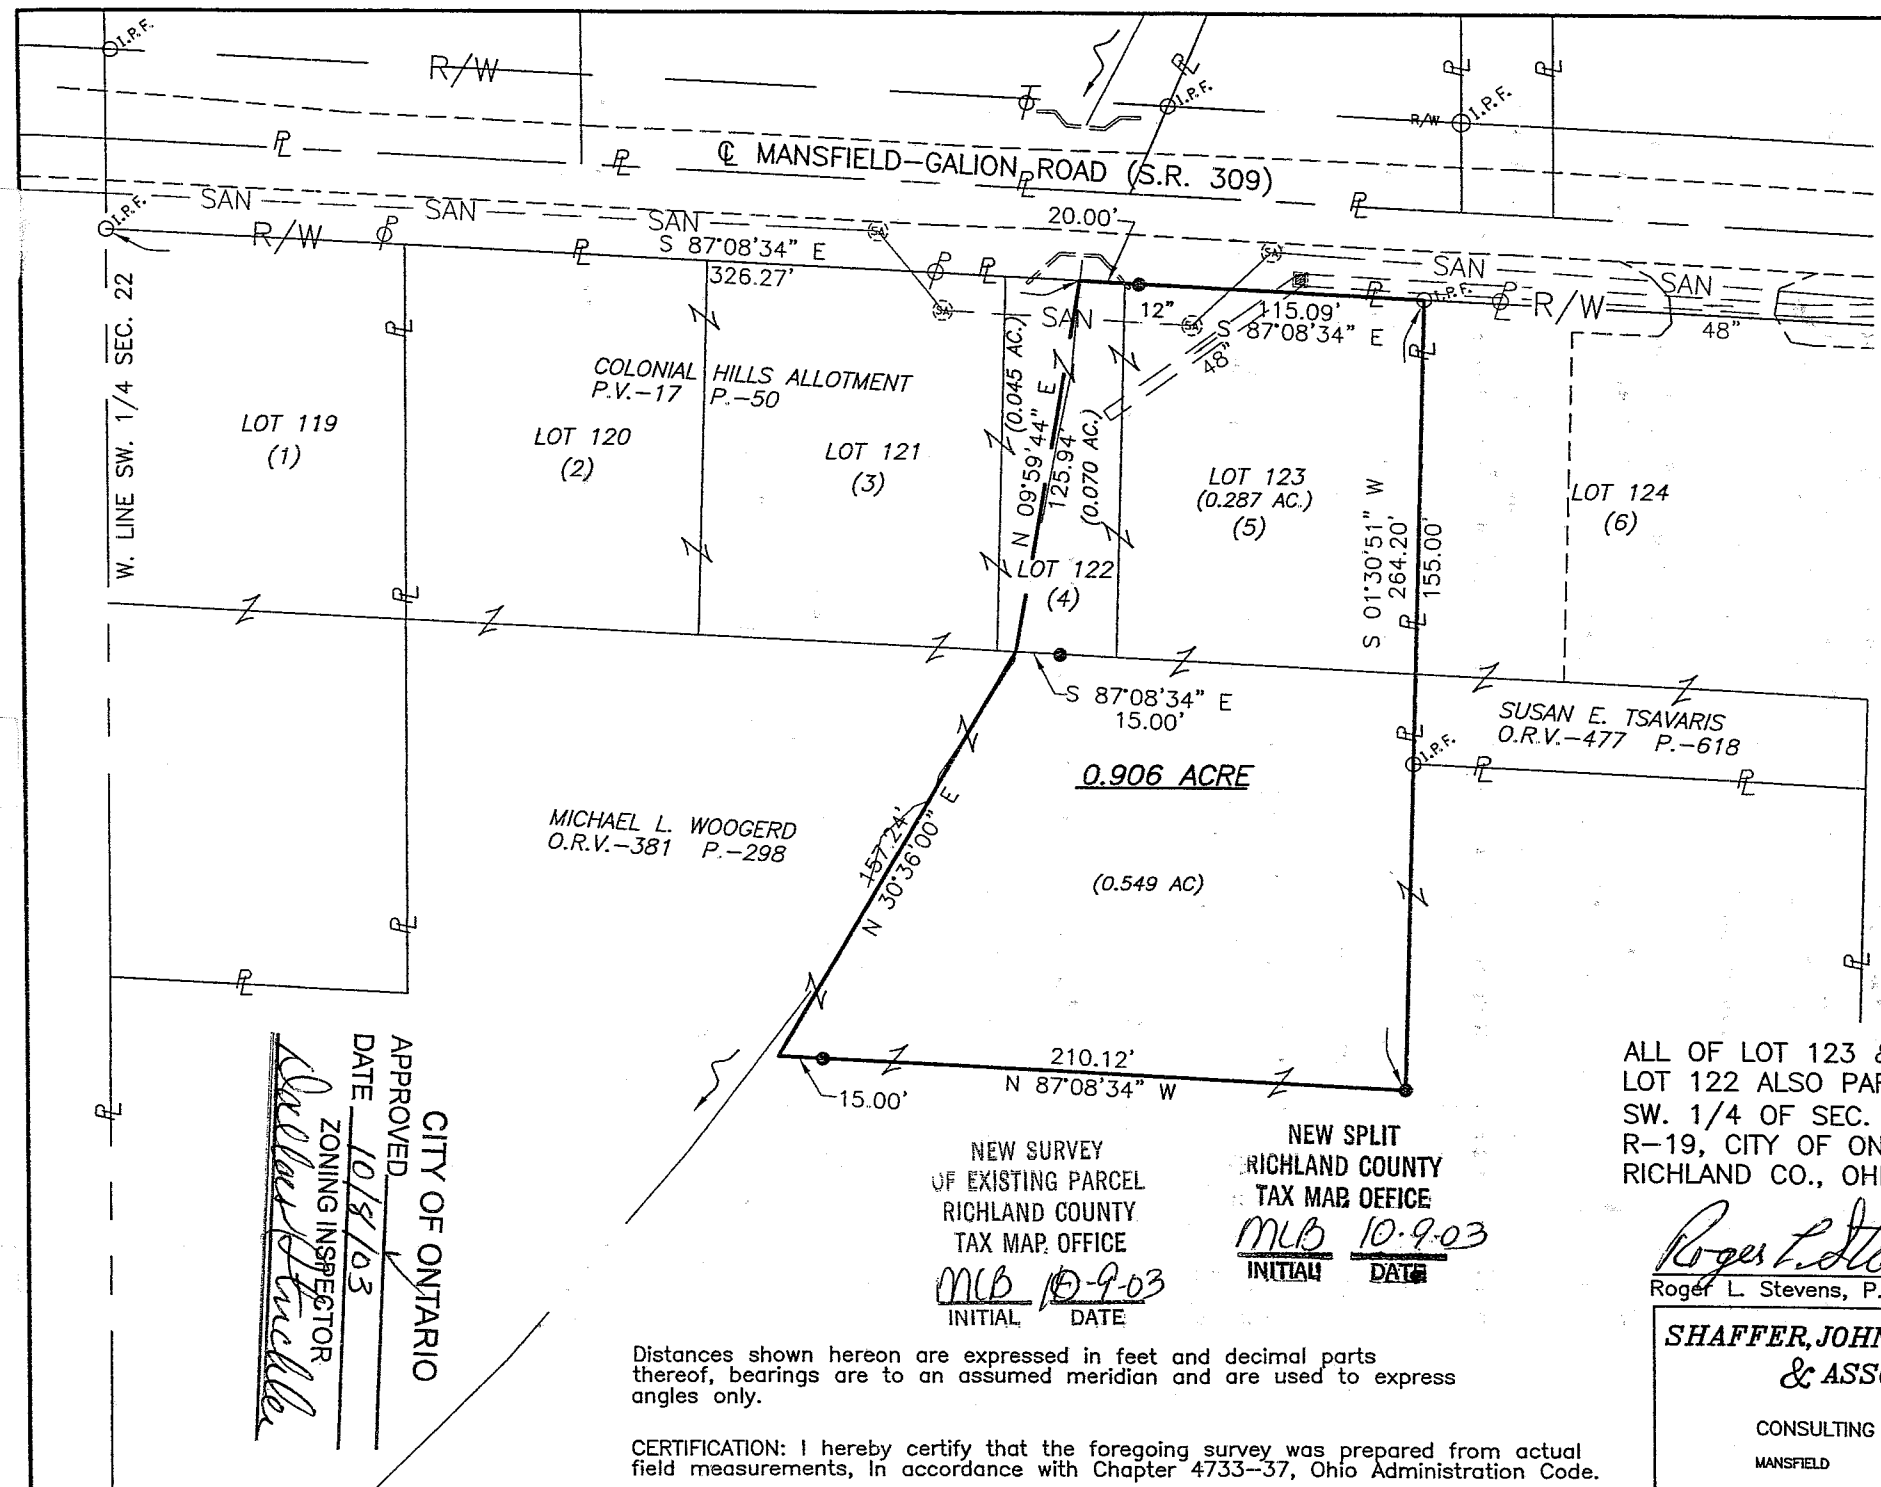 I.P.F.
R/W
I.P.F.
R/W
I.P.F.
℄ MANSFIELD-GALION ROAD (S.R. 309)
I.P.F.
SAN
SAN
SAN
20.00'
R/W
S 87°08'34" E
326.27'
SAN
SAN
I.P.F.
R/W
48"
SAN
12"
115.09'
S 87°08'34" E
48"
W. LINE SW. 1/4 SEC. 22
COLONIAL HILLS ALLOTMENT
P.V.-17 P.-50
LOT 119
(1)
LOT 120
(2)
LOT 121
(3)
(0.045 AC.)
N 09°59'44" E
125.94'
(0.070 AC.)
LOT 122
(4)
LOT 123
(0.287 AC.)
(5)
S 01°30'51" W
264.20'
155.00'
LOT 124
(6)
S 87°08'34" E
15.00'
SUSAN E. TSAVARIS
O.R.V.-477 P.-618
I.P.F.
0.906 ACRE
MICHAEL L. WOOGERD
O.R.V.-381 P.-298
157.24'
N 30°36'00" E
(0.549 AC)
210.12'
N 87°08'34" W
15.00'
CITY OF ONTARIO
APPROVED
DATE 10/8/03
ZONING INSPECTOR
NEW SURVEY
OF EXISTING PARCEL
RICHLAND COUNTY
TAX MAP OFFICE
MLB 10-9-03
INITIAL DATE
NEW SPLIT
RICHLAND COUNTY
TAX MAP OFFICE
MLB 10-9-03
INITIAL DATE
ALL OF LOT 123 &
LOT 122 ALSO PAR
SW. 1/4 OF SEC.
R-19, CITY OF ON
RICHLAND CO., OH
Roger L. Ste
Roger L. Stevens, P.
SHAFFER, JOHN
& ASS
CONSULTING
MANSFIELD
Distances shown hereon are expressed in feet and decimal parts
thereof, bearings are to an assumed meridian and are used to express
angles only.
CERTIFICATION: I hereby certify that the foregoing survey was prepared from actual
field measurements, In accordance with Chapter 4733--37, Ohio Administration Code.